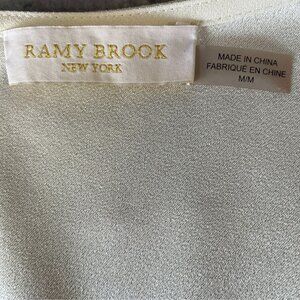 RAMY BROOK
NEW YORK
MADE IN CHINA
FABRIQUÉ EN CHINE
M/M